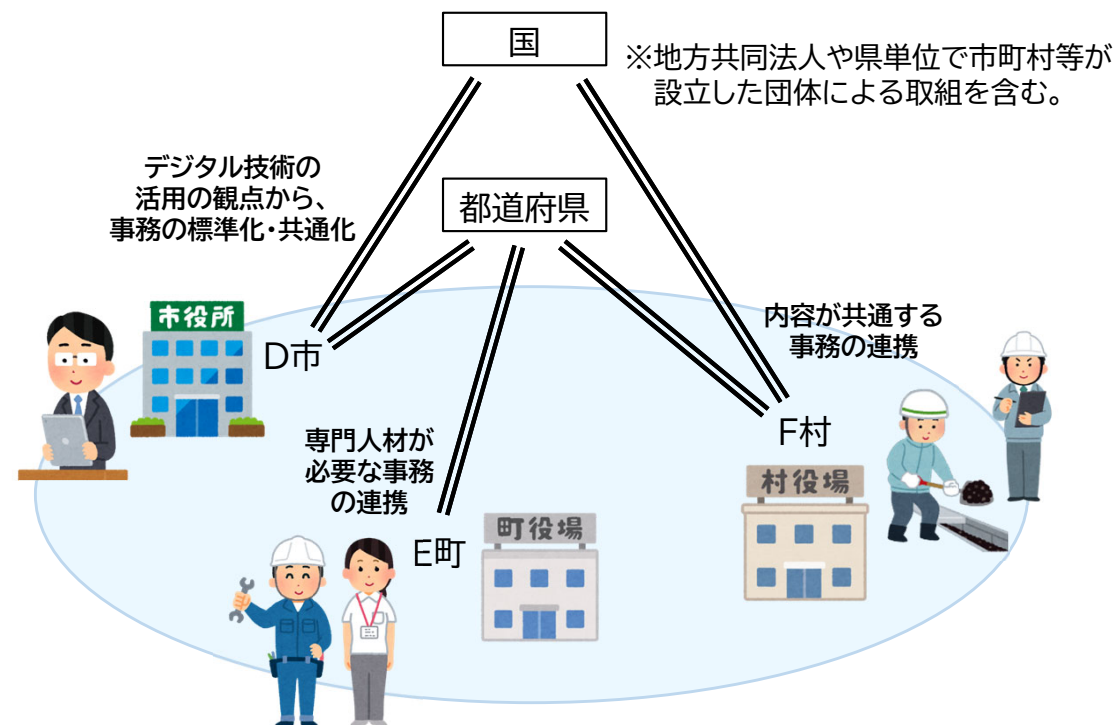 国
※地方共同法人や県単位で市町村等が
設立した団体による取組を含む。
デジタル技術の
活用の観点から、
事務の標準化・共通化
都道府県
市役所
D市
内容が共通する
事務の連携
F村
専門人材が
必要な事務
の連携
村役場
町役場
E町